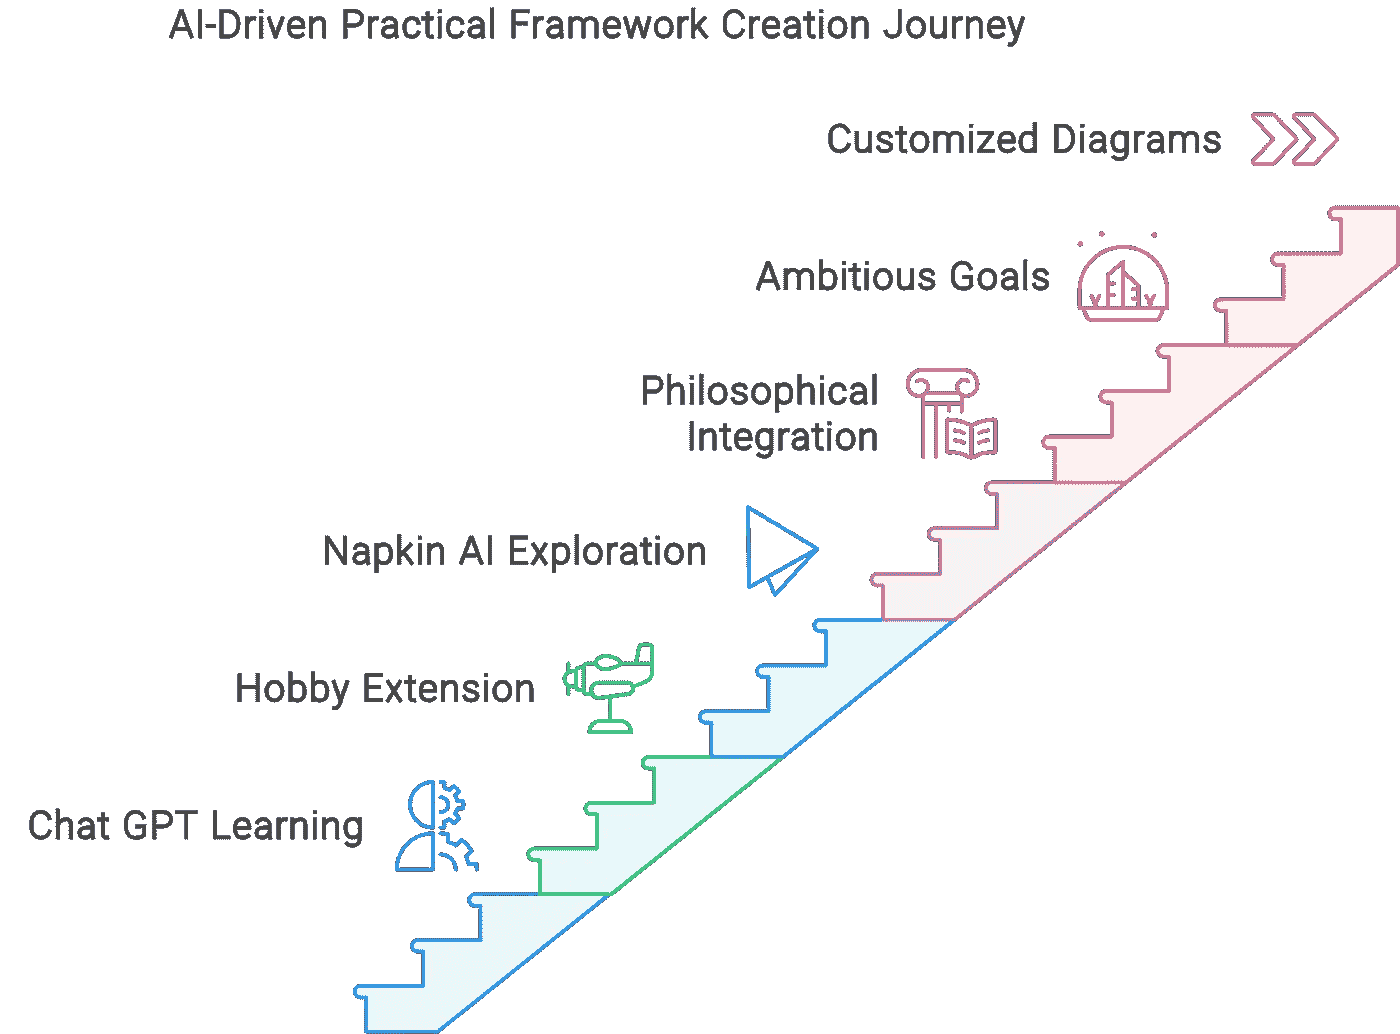 AI-Driven Practical Framework Creation Journey
Customized Diagrams
Ambitious Goals
Philosophical
Integration
Napkin AI Exploration
Hobby Extension
Chat GPT Learning